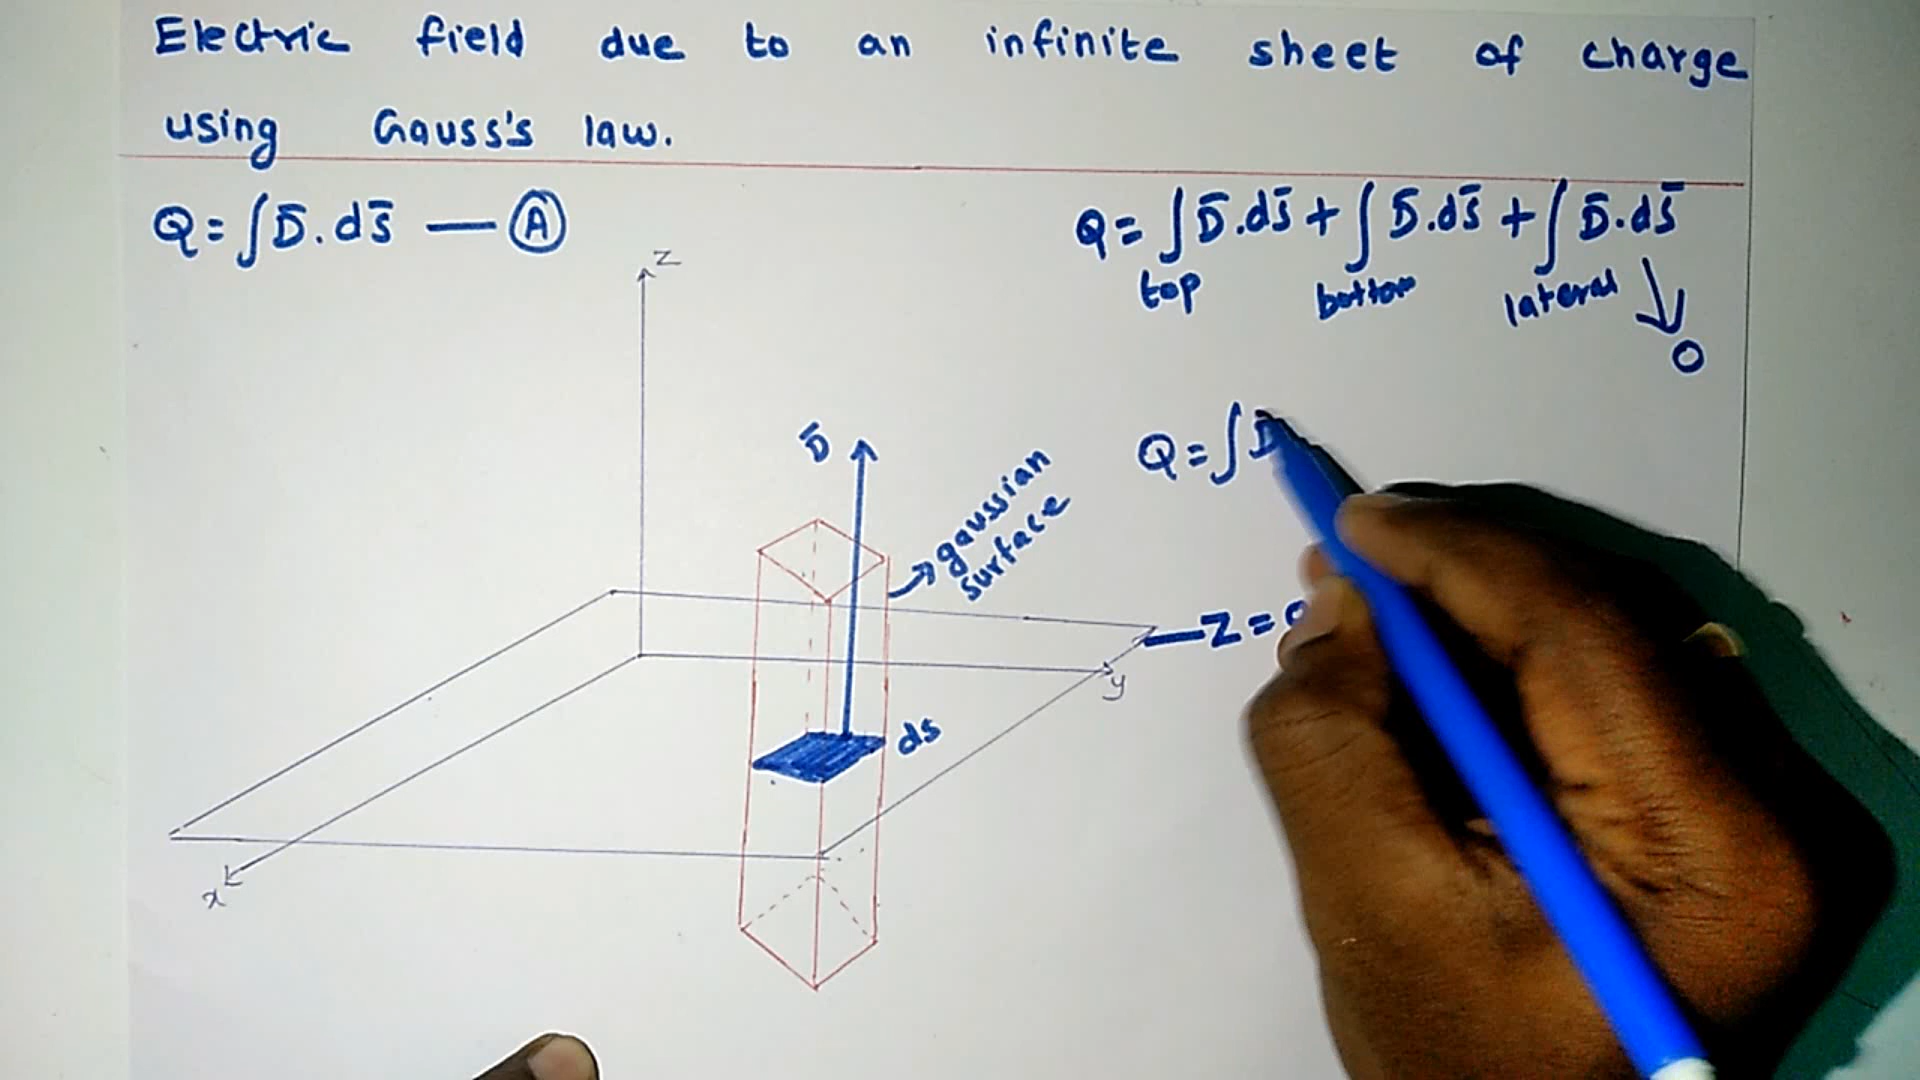 Electric field due to an infinite sheet of charge
using Gauss's law.
Q = ∫ D̄ . ds̄ — Ⓐ
Q = ∫ D̄ . ds̄ + ∫ D̄ . ds̄ + ∫ D̄ . ds̄
top bottom lateral
0
z
Q = ∫ D̄
D̄
gaussian
surface
Z =
y
ds
x